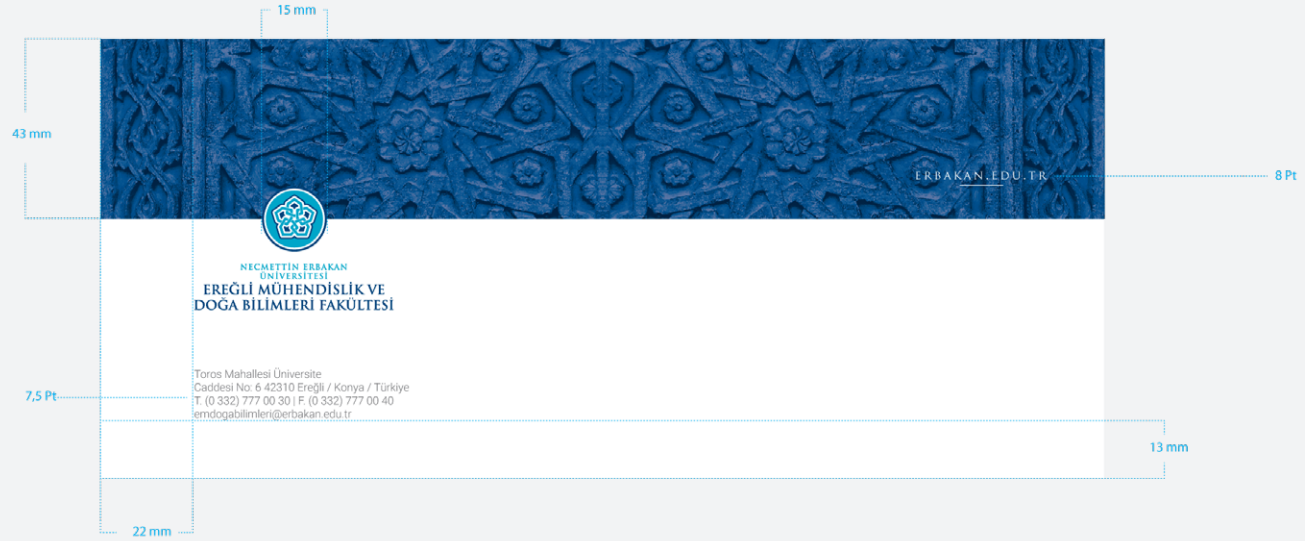 15 mm
43 mm
ERBAKAN.EDU.TR
8 Pt
NECMETTİN ERBAKAN
ÜNİVERSİTESİ
EREĞLİ MÜHENDİSLİK VE
DOĞA BİLİMLERİ FAKÜLTESİ
Toros Mahallesi Üniversite
Caddesi No: 6 42310 Ereğli / Konya / Türkiye
7,5 Pt
T. (0 332) 777 00 30 | F. (0 332) 777 00 40
emdogabilimleri@erbakan.edu.tr
13 mm
22 mm